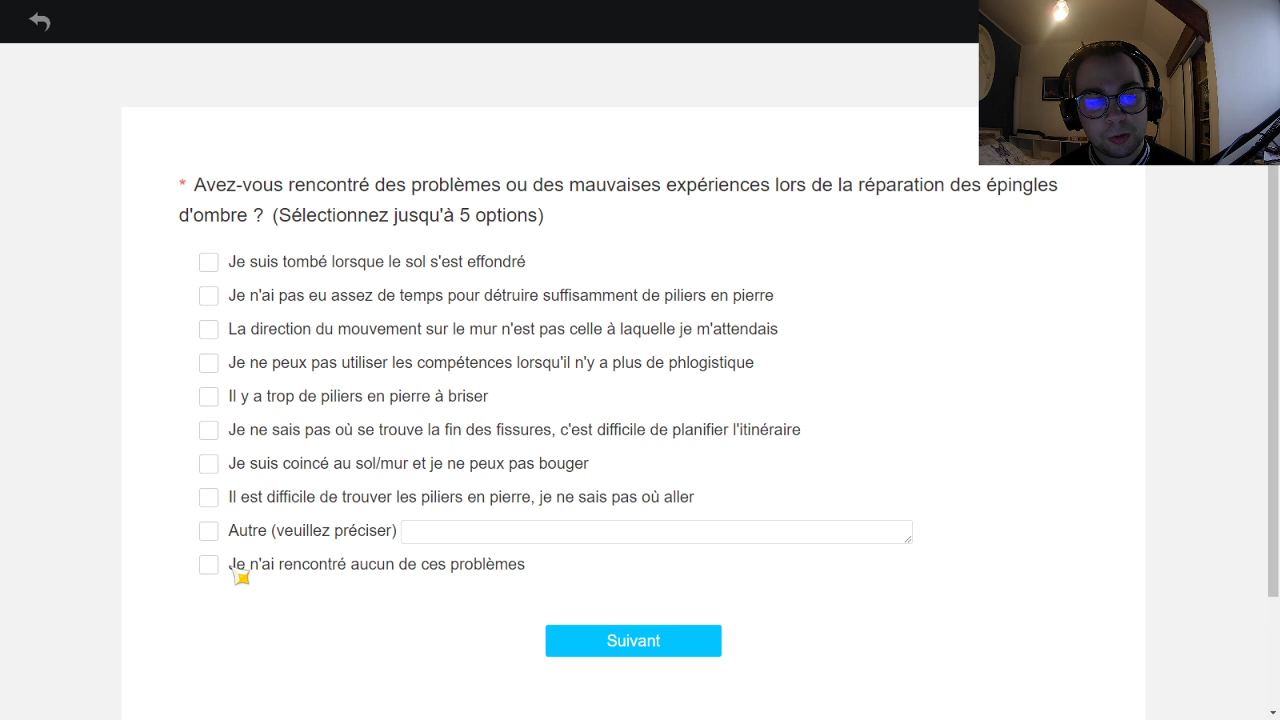 * Avez-vous rencontré des problèmes ou des mauvaises expériences lors de la réparation des épingles
d'ombre ? (Sélectionnez jusqu'à 5 options)
Je suis tombé lorsque le sol s'est effondré
Je n'ai pas eu assez de temps pour détruire suffisamment de piliers en pierre
La direction du mouvement sur le mur n'est pas celle à laquelle je m'attendais
Je ne peux pas utiliser les compétences lorsqu'il n'y a plus de phlogistique
Il y a trop de piliers en pierre à briser
Je ne sais pas où se trouve la fin des fissures, c'est difficile de planifier l'itinéraire
Je suis coincé au sol/mur et je ne peux pas bouger
Il est difficile de trouver les piliers en pierre, je ne sais pas où aller
Autre (veuillez préciser)
Je n'ai rencontré aucun de ces problèmes
Suivant